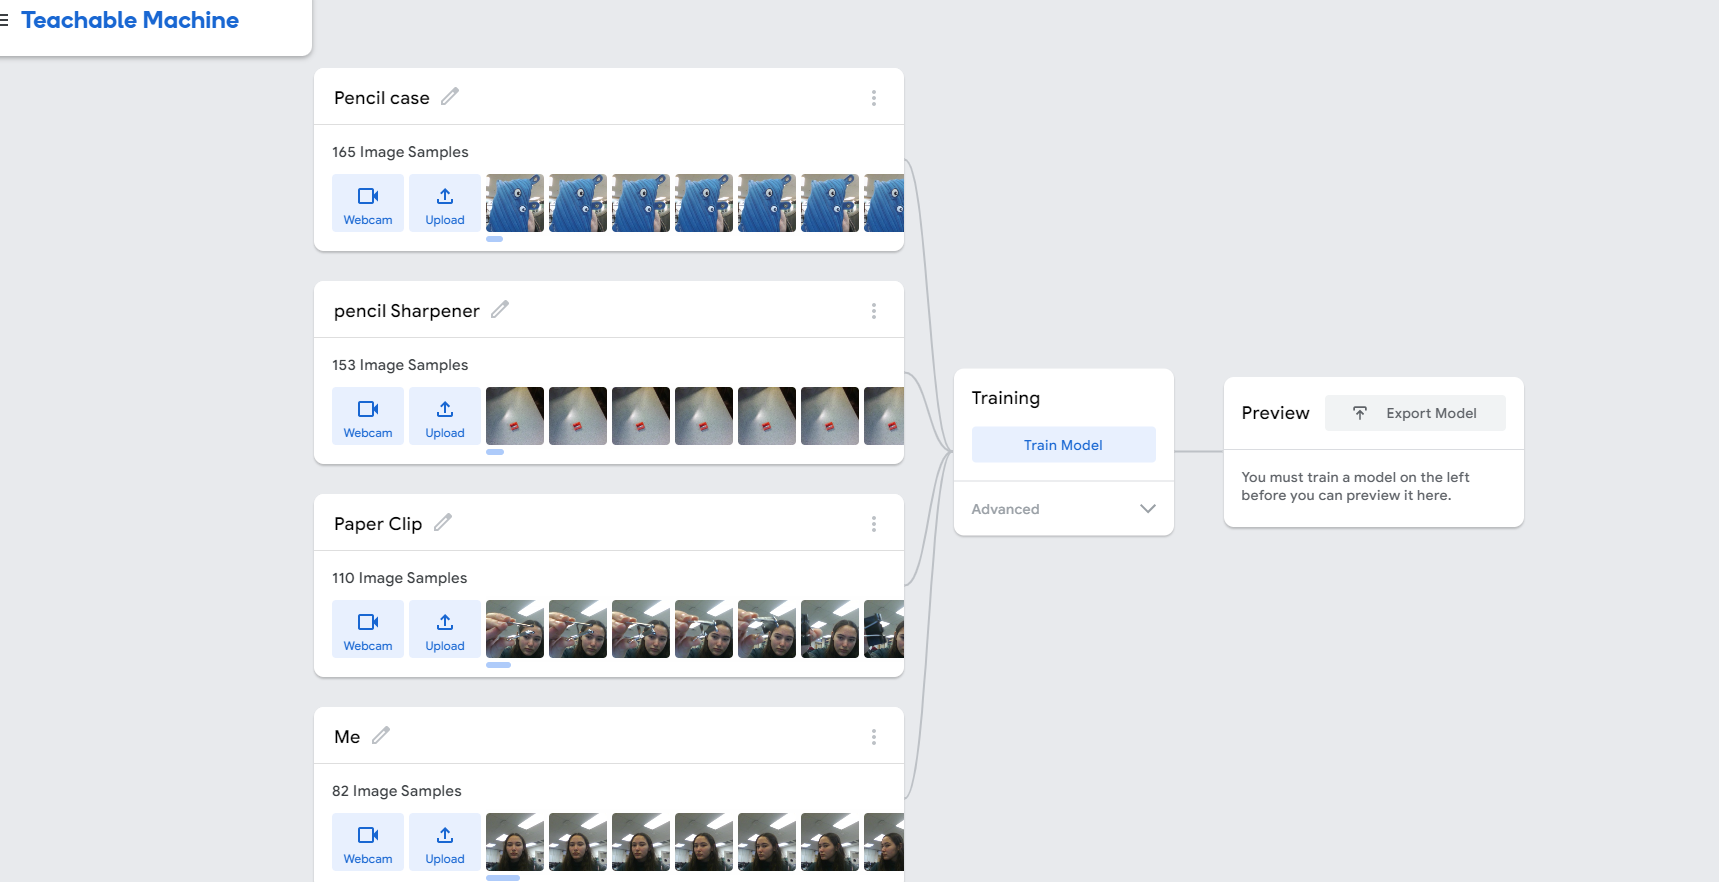 Teachable Machine
Pencil case
165 Image Samples
Webcam
Upload
pencil Sharpener
153 Image Samples
Webcam
Upload
Paper Clip
110 Image Samples
Webcam
Upload
Me
82 Image Samples
Webcam
Upload
Training
Train Model
Advanced
Preview
Export Model
You must train a model on the left
before you can preview it here.